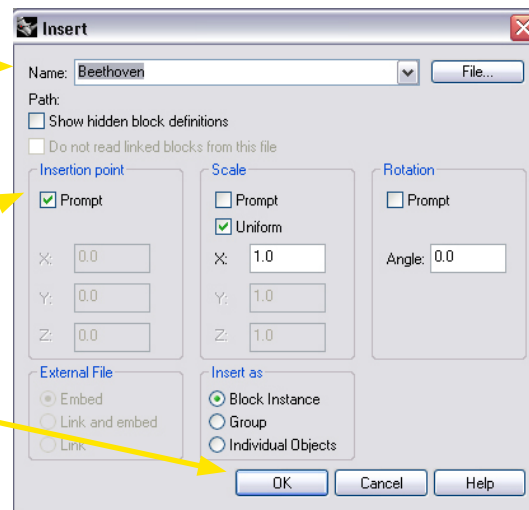 Insert
Name: Beethoven File...
Path:
Show hidden block definitions
Do not read linked blocks from this file
Insertion point Scale Rotation
Prompt Prompt Prompt
Uniform
X: 0.0 X: 1.0 Angle: 0.0
Y: 0.0 Y: 1.0
Z: 0.0 Z: 1.0
External File Insert as
Embed Block Instance
Link and embed Group
Link Individual Objects
OK Cancel Help